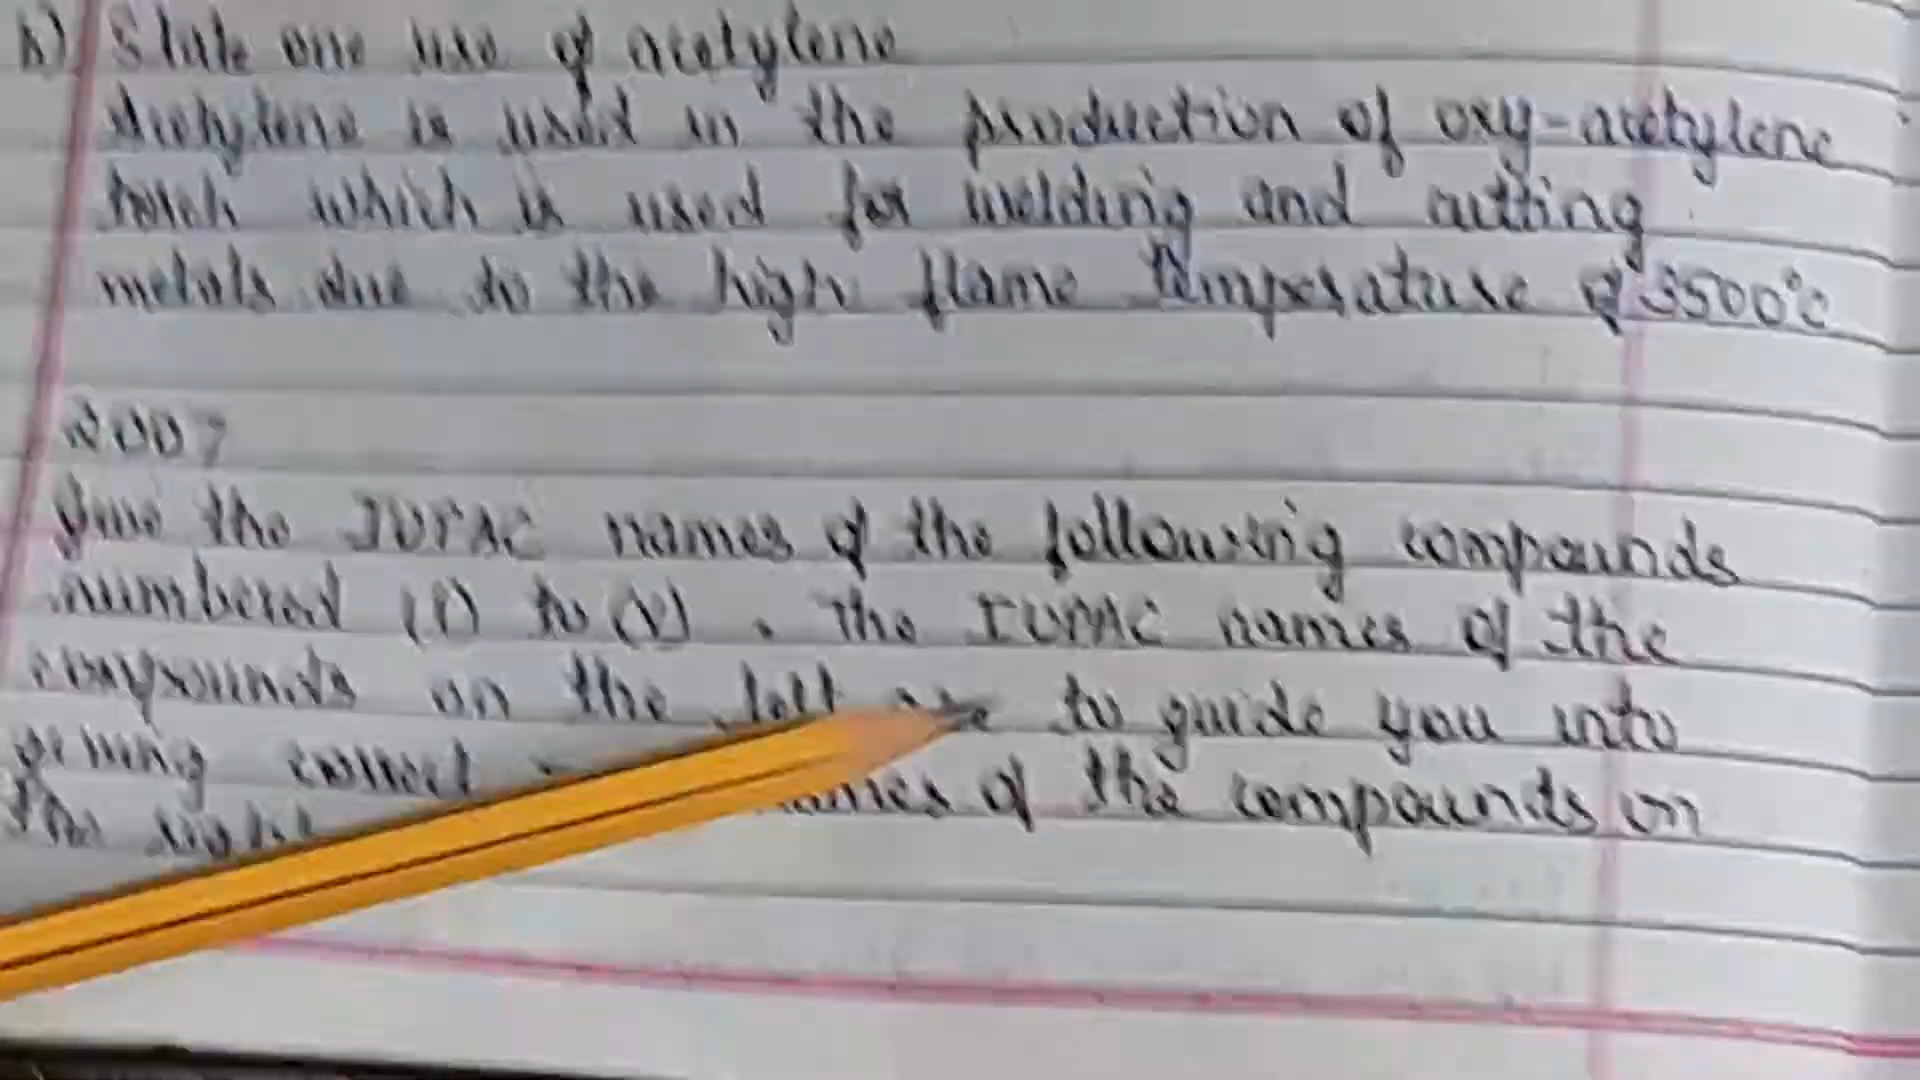 b) State one use of acetylene
Acetylene is used in the production of oxy-acetylene
torch which is used for welding and cutting
metals due to the high flame temperature of 3500°C
2007
Give the IUPAC names of the following compounds
numbered (i) to (v). The IUPAC names of the
compounds on the left are to guide you into
giving correct names of the compounds on
the right